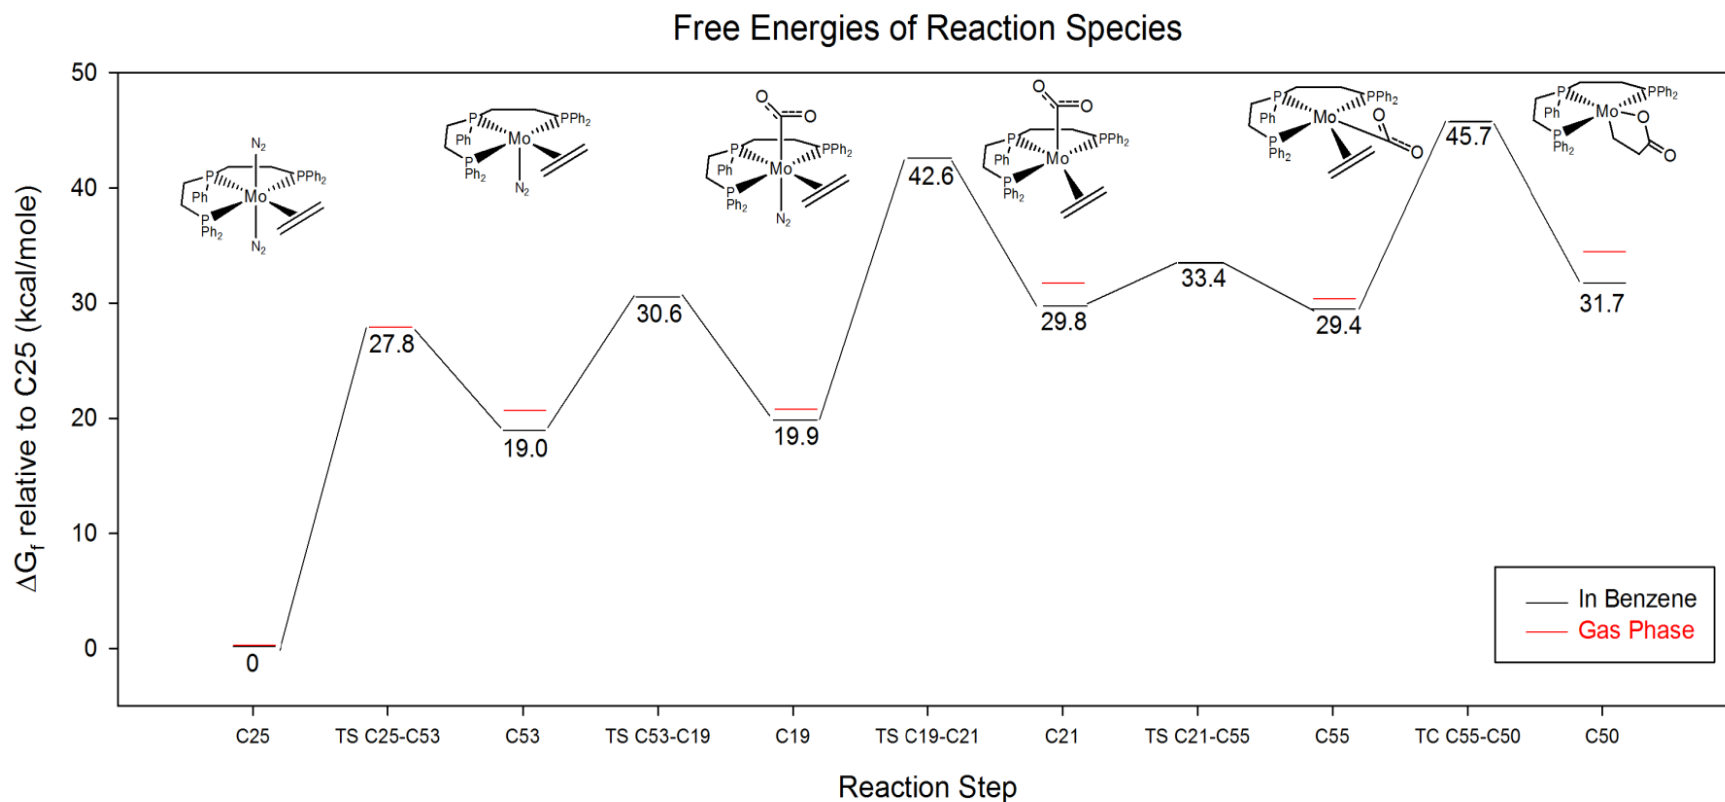 Free Energies of Reaction Species
ΔGf relative to C25 (kcal/mole)
50
40
30
20
10
0
N2
P
PPh2
Ph
Mo
P
Ph2
N2
P
PPh2
Ph
Mo
P
Ph2
N2
O
O
P
PPh2
Ph
Mo
P
Ph2
N2
O
O
P
PPh2
Ph
Mo
P
Ph2
P
PPh2
Ph
Mo
O
P
Ph2
O
P
PPh2
Ph
Mo
O
P
Ph2
O
0
27.8
19.0
30.6
19.9
42.6
29.8
33.4
29.4
45.7
31.7
In Benzene
Gas Phase
C25
TS C25-C53
C53
TS C53-C19
C19
TS C19-C21
C21
TS C21-C55
C55
TC C55-C50
C50
Reaction Step